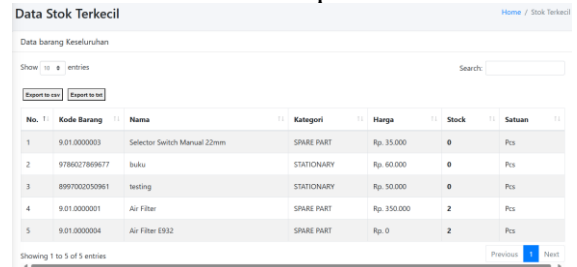 Data Stok Terkecil
Home / Stok Terkecil
Data barang Keseluruhan
Show 10 entries
Search:
Export to csv Export to txt
No. Kode Barang Nama Kategori Harga Stock Satuan
1 9.01.0000003 Selector Switch Manual 22mm SPARE PART Rp. 35.000 0 Pcs
2 9786027869677 buku STATIONARY Rp. 60.000 0 Pcs
3 8997002050961 testing STATIONARY Rp. 50.000 0 Pcs
4 9.01.0000001 Air Filter SPARE PART Rp. 350.000 2 Pcs
5 9.01.0000004 Air Filter E932 SPARE PART Rp. 0 2 Pcs
Showing 1 to 5 of 5 entries
Previous 1 Next